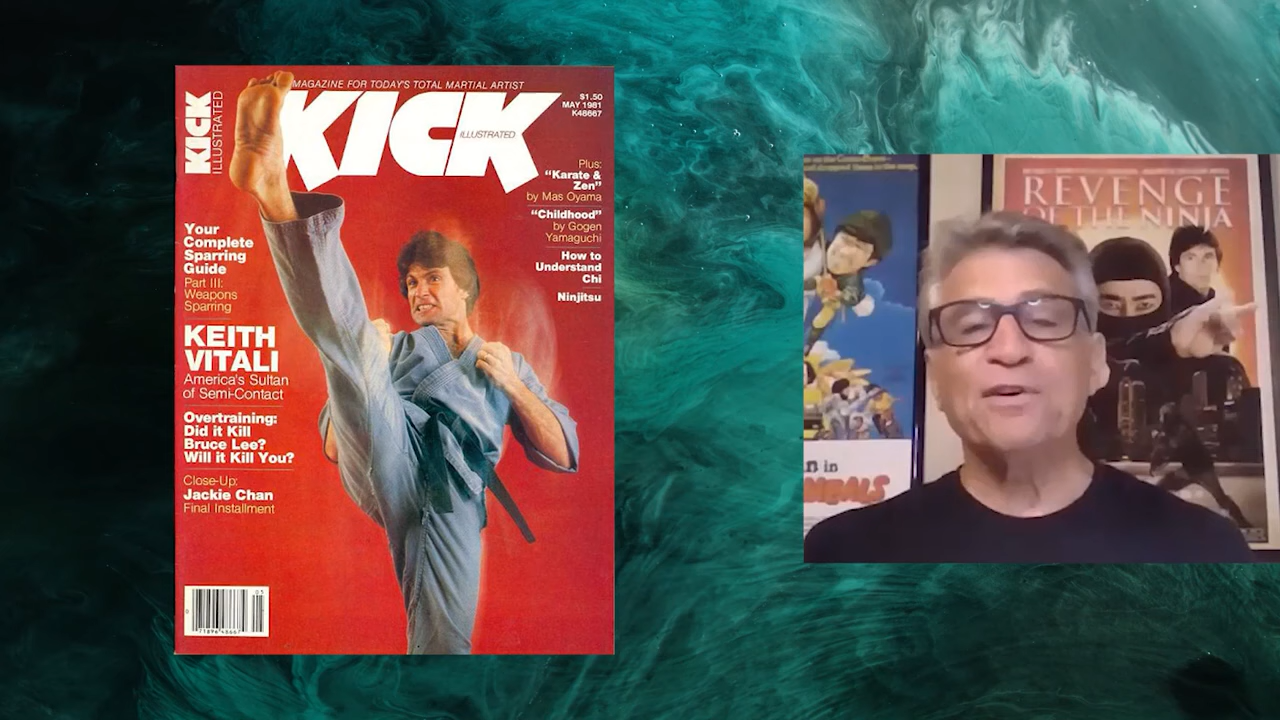 MAGAZINE FOR TODAY'S TOTAL MARTIAL ARTIST
KICK
ILLUSTRATED
KICK
ILLUSTRATED
$1.50
MAY 1981
K48667
Plus:
"Karate &
Zen"
by Mas Oyama
"Childhood"
by Gogen
Yamaguchi
How to
Understand
Chi
Ninjitsu
Your
Complete
Sparring
Guide
Part III:
Weapons
Sparring
KEITH
VITALI
America's Sultan
of Semi-Contact
Overtraining:
Did it Kill
Bruce Lee?
Will it Kill You?
Close-Up:
Jackie Chan
Final Installment
05
REVENGE
OF THE NINJA
in